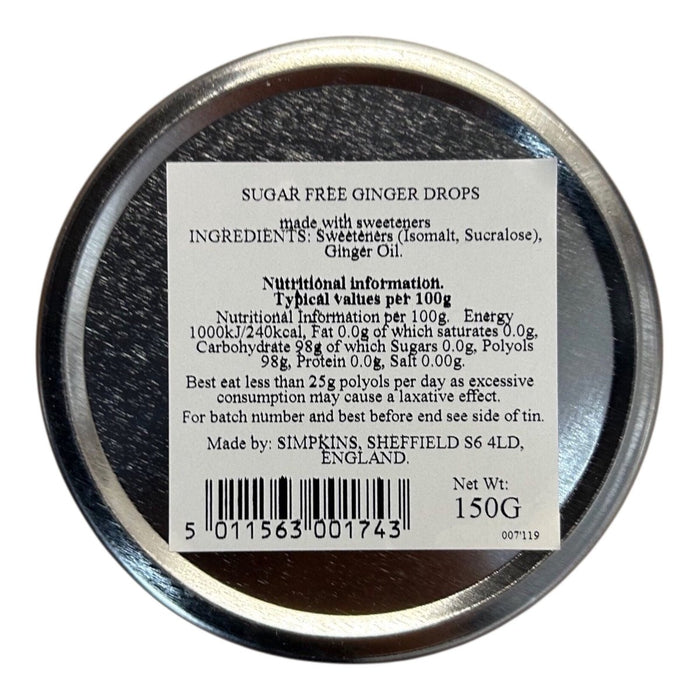 SUGAR FREE GINGER DROPS
made with sweeteners
INGREDIENTS: Sweeteners (Isomalt, Sucralose),
Ginger Oil.
Nutritional information.
Typical values per 100g
Nutritional Information per 100g. Energy
1000kJ/240kcal, Fat 0.0g of which saturates 0.0g,
Carbohydrate 98g of which Sugars 0.0g, Polyols
98g, Protein 0.0g, Salt 0.00g.
Best eat less than 25g polyols per day as excessive
consumption may cause a laxative effect.
For batch number and best before end see side of tin.
Made by: SIMPKINS, SHEFFIELD S6 4LD,
ENGLAND.
Net Wt:
150G
5 011563 001743
007'119